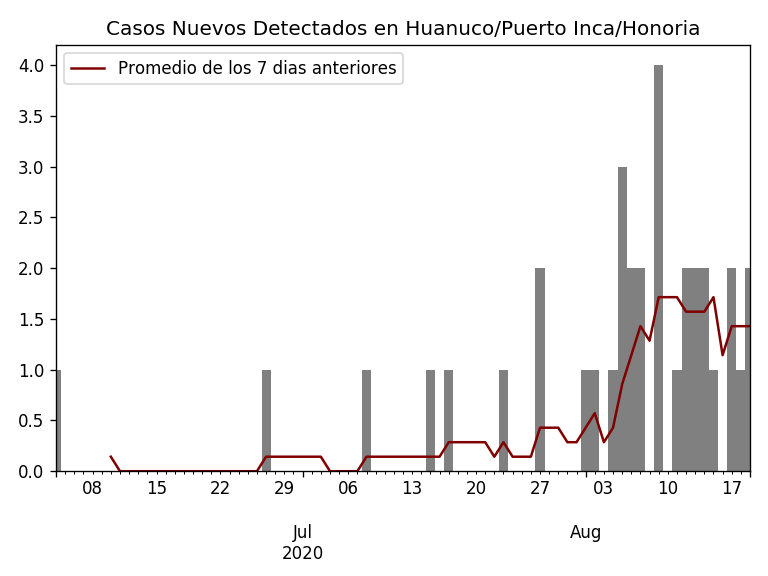 Casos Nuevos Detectados en Huanuco/Puerto Inca/Honoria
Promedio de los 7 dias anteriores
4.0
3.5
3.0
2.5
2.0
1.5
1.0
0.5
0.0
08 15 22 29 06 13 20 27 03 10 17
Jul Aug
2020